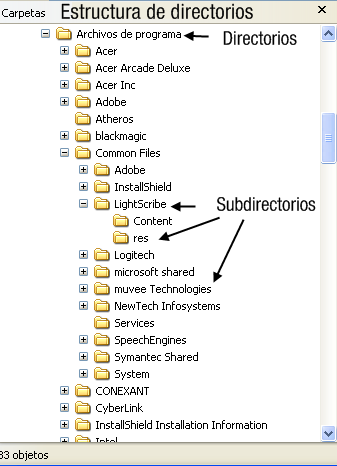 Carpetas
Estructura de directorios
Archivos de programa
Directorios
Acer
Acer Arcade Deluxe
Acer Inc
Adobe
Atheros
blackmagic
Common Files
Adobe
InstallShield
LightScribe
Subdirectorios
Content
res
Logitech
microsoft shared
muvee Technologies
NewTech Infosystems
Services
SpeechEngines
Symantec Shared
System
CONEXANT
CyberLink
InstallShield Installation Information
Intel
33 objetos